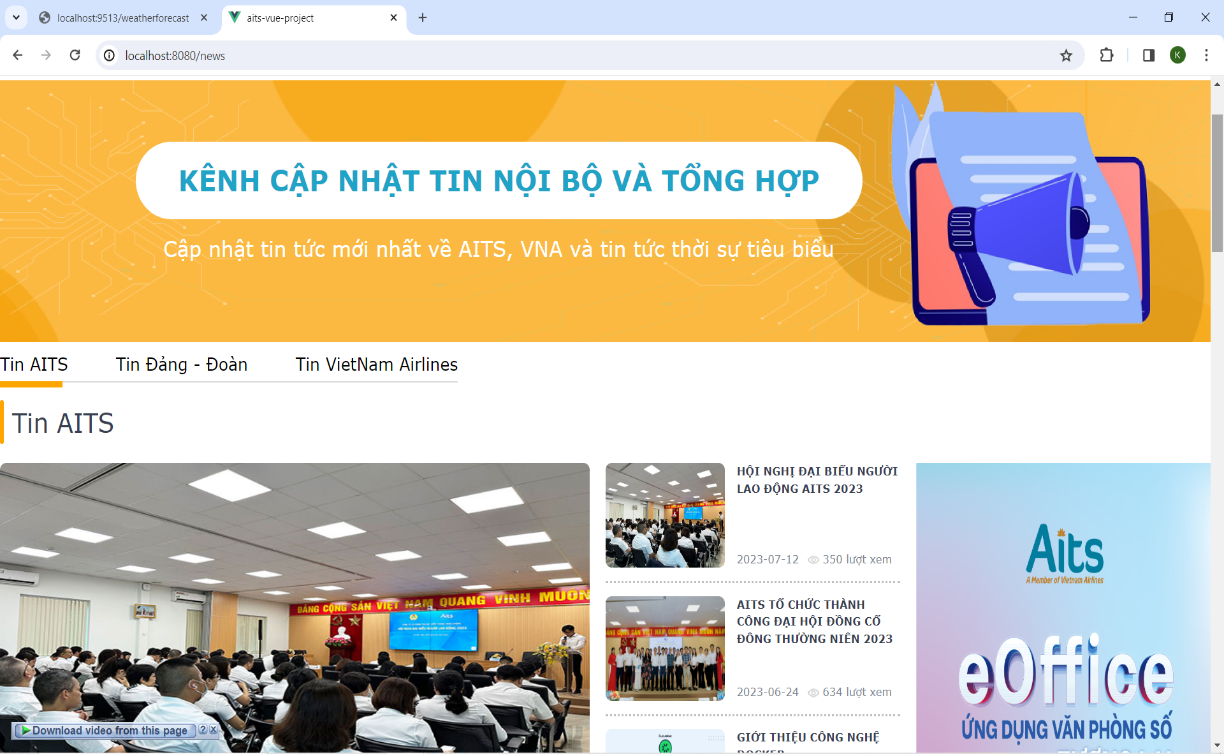 localhost:9513/weatherforecast
aits-vue-project
localhost:8080/news
K
KÊNH CẬP NHẬT TIN NỘI BỘ VÀ TỔNG HỢP
Cập nhật tin tức mới nhất về AITS, VNA và tin tức thời sự tiêu biểu
Tin AITS
Tin Đảng - Đoàn
Tin VietNam Airlines
Tin AITS
ĐẢNG CỘNG SẢN VIỆT NAM QUANG VINH MUÔN
Download video from this page
HỘI NGHỊ ĐẠI BIỂU NGƯỜI
LAO ĐỘNG AITS 2023
2023-07-12 350 lượt xem
AITS TỔ CHỨC THÀNH
CÔNG ĐẠI HỘI ĐỒNG CỔ
ĐÔNG THƯỜNG NIÊN 2023
2023-06-24 634 lượt xem
GIỚI THIỆU CÔNG NGHỆ
DOCKER
Aits
A Member of Vietnam Airlines
eOffice
ỨNG DỤNG VĂN PHÒNG SỐ